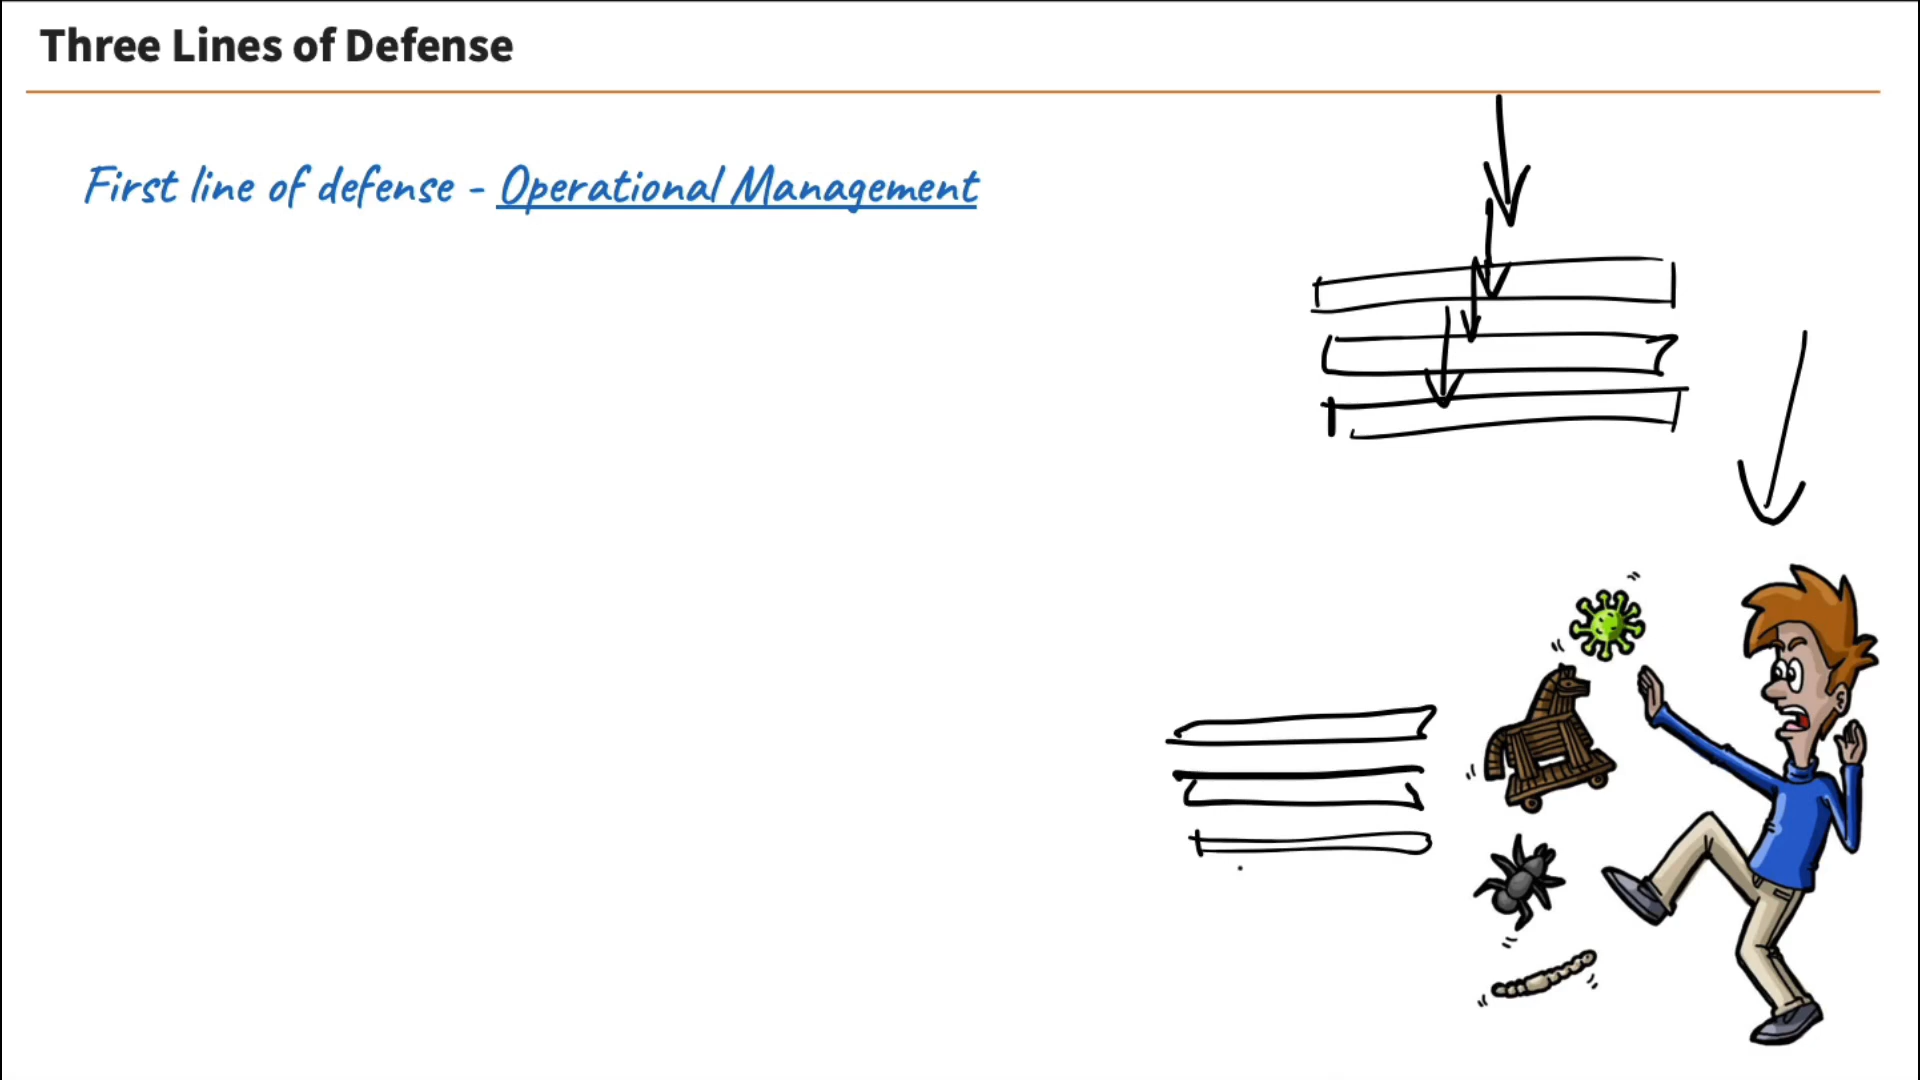 Three Lines of Defense
First line of defense - Operational Management